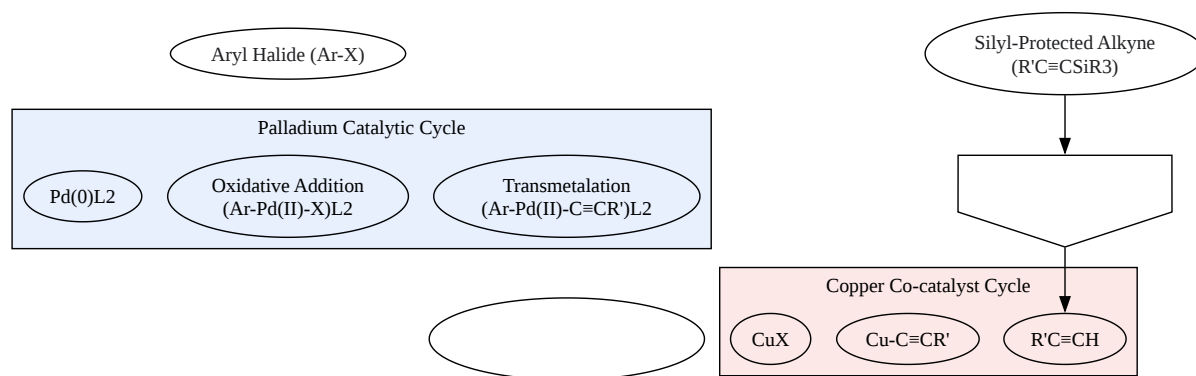 Aryl Halide (Ar-X)
Silyl-Protected Alkyne
(R'C≡CSiR3)
Palladium Catalytic Cycle
Pd(0)L2
Oxidative Addition
(Ar-Pd(II)-X)L2
Transmetalation
(Ar-Pd(II)-C≡CR')L2
Copper Co-catalyst Cycle
CuX
Cu-C≡CR'
R'C≡CH